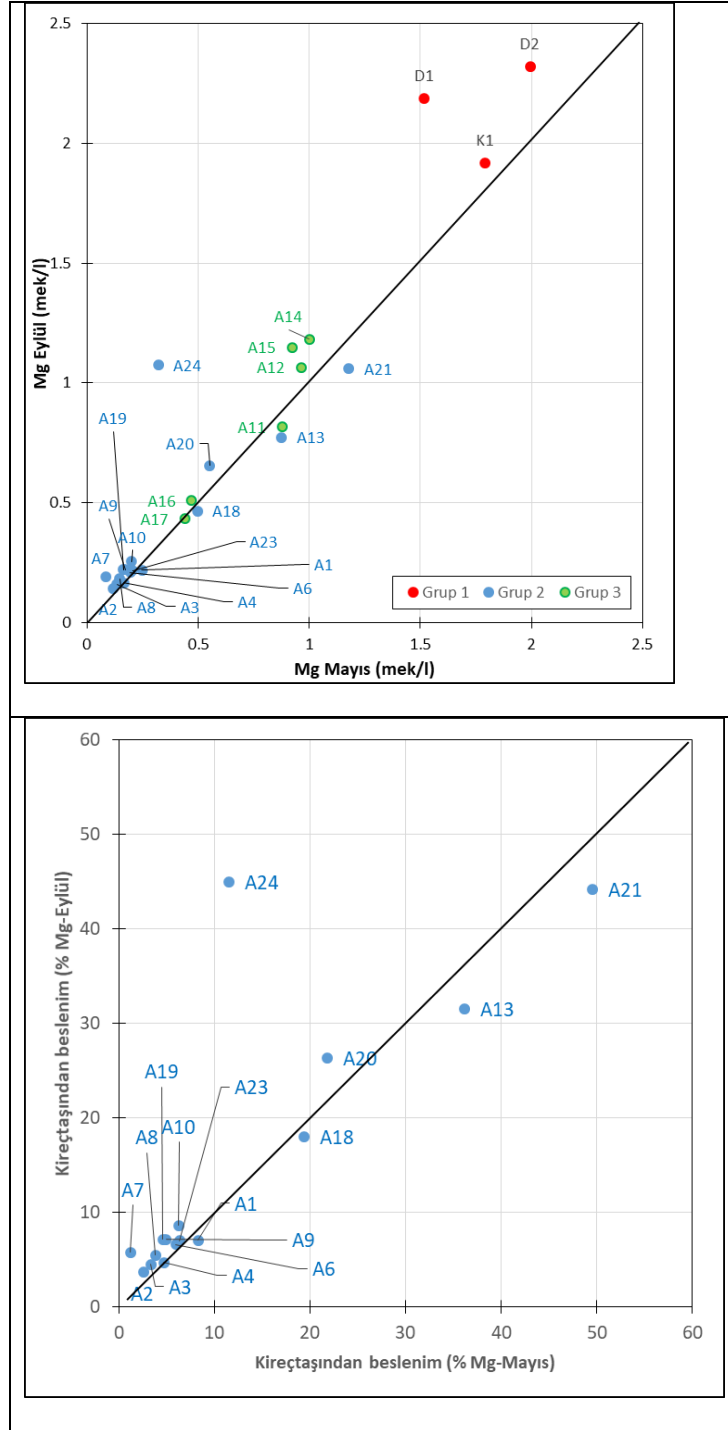 2.5
D2
D1
2
K1
1.5
Mg Eylül (mek/l)
A14
A15
A24
A12
A21
1
A19
A11
A13
A20
A9
0.5
A16
A18
A17
A10
A23
A7
A1
A6
A4
A2
A8
A3
Grup 1
Grup 2
Grup 3
0
0
0.5
1
1.5
2
2.5
Mg Mayıs (mek/l)
60
50
A24
A21
40
Kireçtaşından beslenim (% Mg-Eylül)
A13
30
A20
A19
A23
20
A10
A8
A18
A7
A1
10
A9
A6
A4
A3
A2
0
0
10
20
30
40
50
60
Kireçtaşından beslenim (% Mg-Mayıs)